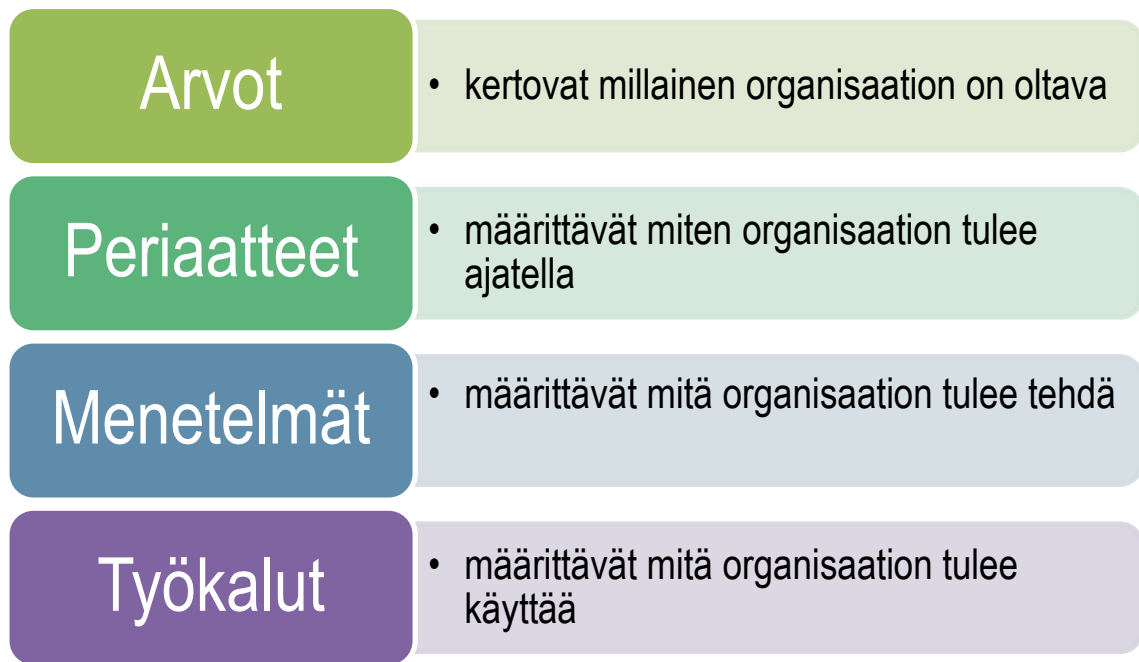 Arvot
• kertovat millainen organisaation on oltava
Periaatteet
• määrittävät miten organisaation tulee
ajatella
Menetelmät
• määrittävät mitä organisaation tulee tehdä
Työkalut
• määrittävät mitä organisaation tulee
käyttää